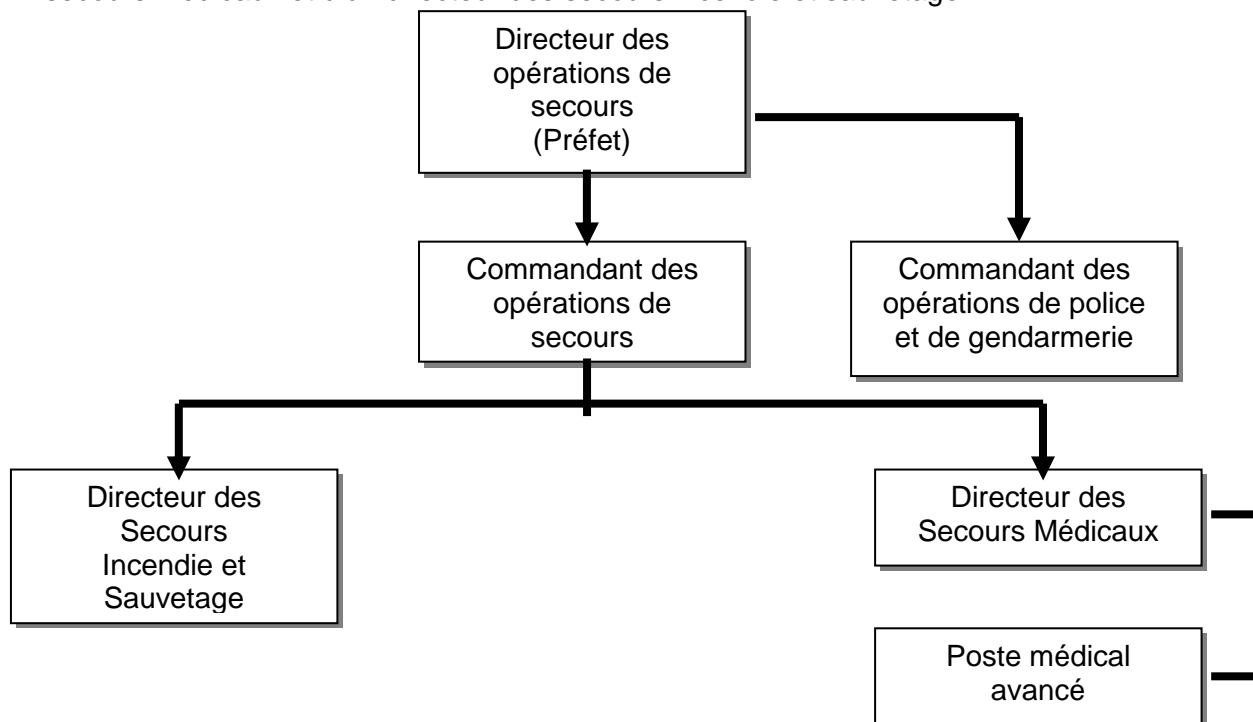 Directeur des
opérations de
secours
(Préfet)
Commandant des
opérations de
secours
Commandant des
opérations de police
et de gendarmerie
Directeur des
Secours
Incendie et
Sauvetage
Directeur des
Secours Médicaux
Poste médical
avancé